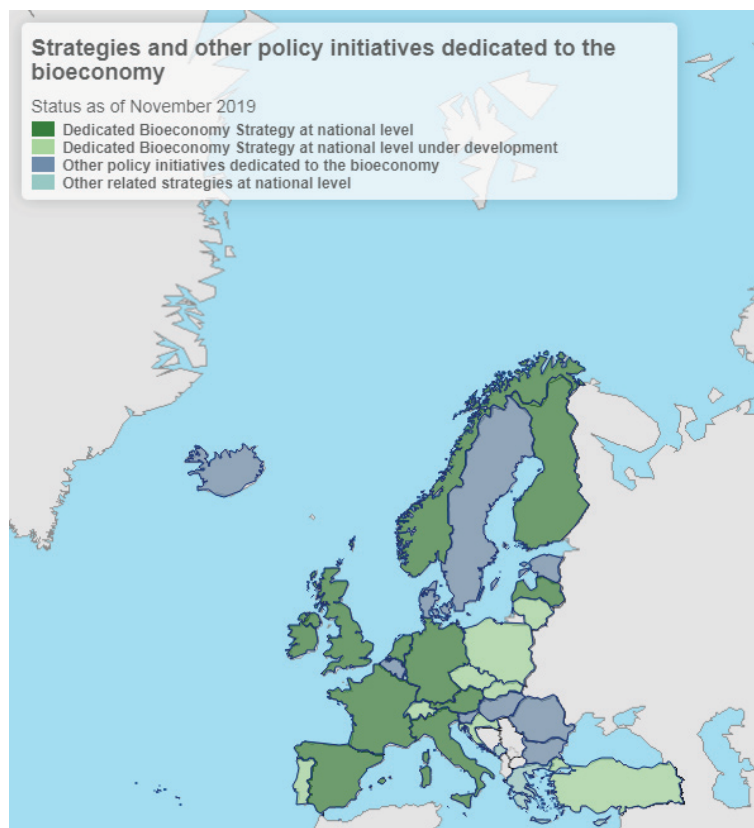 Strategies and other policy initiatives dedicated to the
bioeconomy
Status as of November 2019
Dedicated Bioeconomy Strategy at national level
Dedicated Bioeconomy Strategy at national level under development
Other policy initiatives dedicated to the bioeconomy
Other related strategies at national level